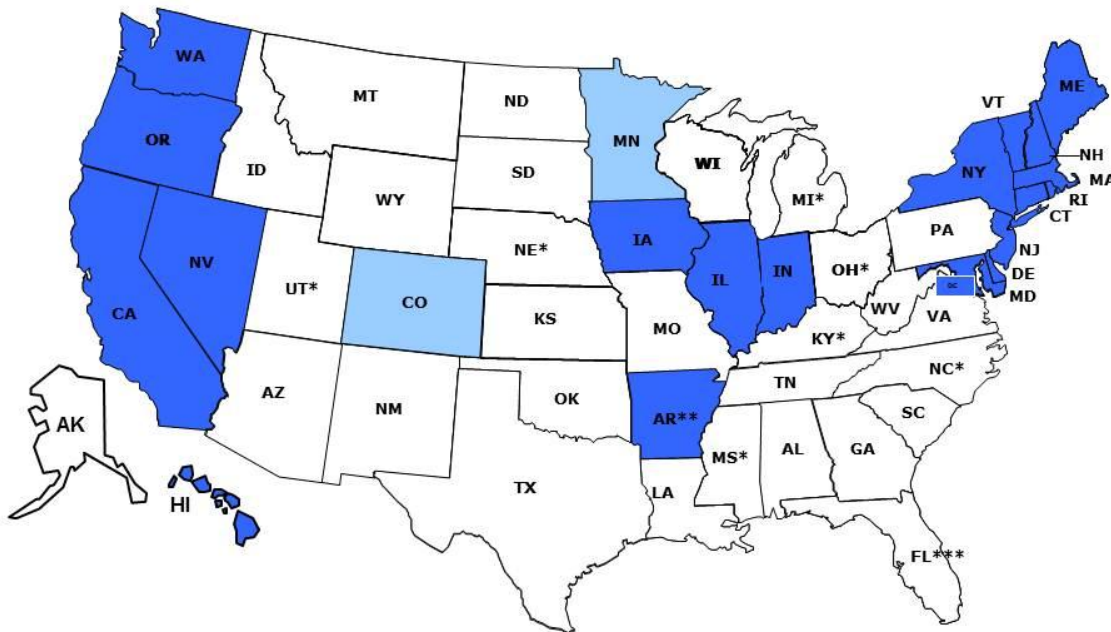 WA
MT
ND
MN
VT
ME
OR
ID
SD
WI
NH
MA
NY
WY
MI*
RI
CT
PA
IA
NE*
NV
NJ
IL
IN
OH*
UT*
CO
DE
DC
MD
CA
KS
MO
WV
VA
KY*
NC*
TN
AZ
OK
AR**
SC
NM
AK
MS*
AL
GA
TX
LA
HI
FL***